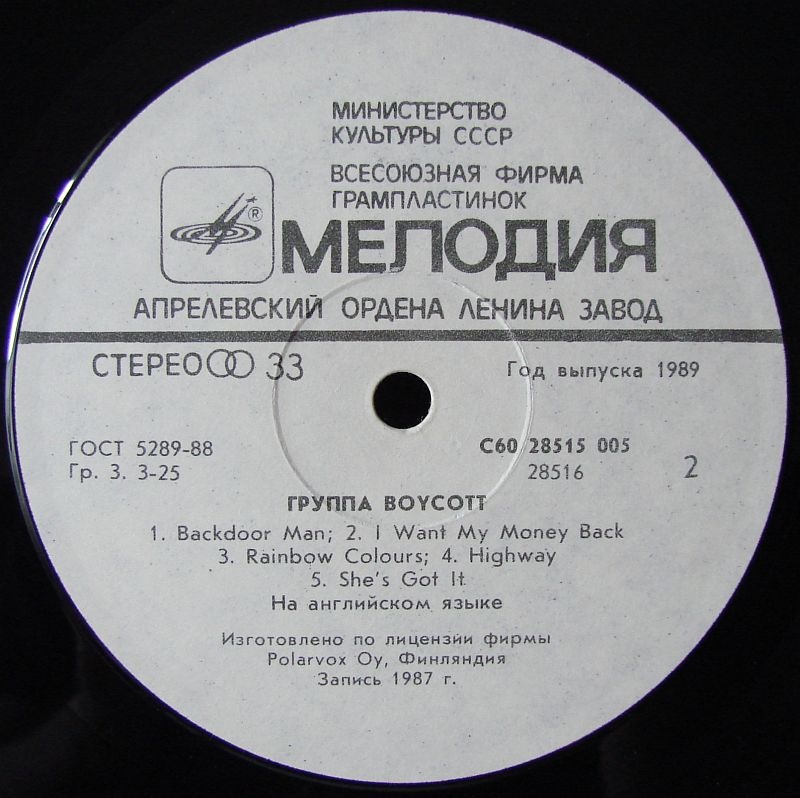 МИНИСТЕРСТВО
КУЛЬТУРЫ СССР
ВСЕСОЮЗНАЯ ФИРМА
ГРАМПЛАСТИНОК
®
МЕЛОДИЯ
АПРЕЛЕВСКИЙ ОРДЕНА ЛЕНИНА ЗАВОД
СТЕРЕО 33
Год выпуска 1989
ГОСТ 5289-88
Гр. 3. 3-25
С60 28515 005
28516
2
ГРУППА BOYCOTT
1. Backdoor Man; 2. I Want My Money Back
3. Rainbow Colours; 4. Highway
5. She's Got It
На английском языке
Изготовлено по лицензии фирмы
Polarvox Oy, Финляндия
Запись 1987 г.